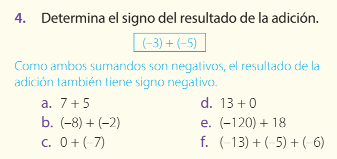 4. Determina el signo del resultado de la adición.
(−3) + (−5)
Como ambos sumandos son negativos, el resultado de la
adición también tiene signo negativo.
a. 7 + 5
b. (−8) + (−2)
c. 0 + (−7)
d. 13 + 0
e. (−120) + 18
f. (−13) + (−5) + (−6)